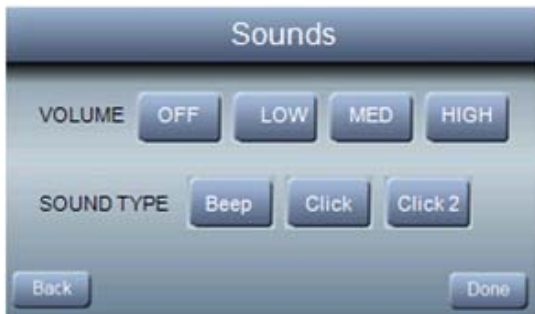 Sounds
VOLUME OFF LOW MED HIGH
SOUND TYPE Beep Click Click 2
Back Done